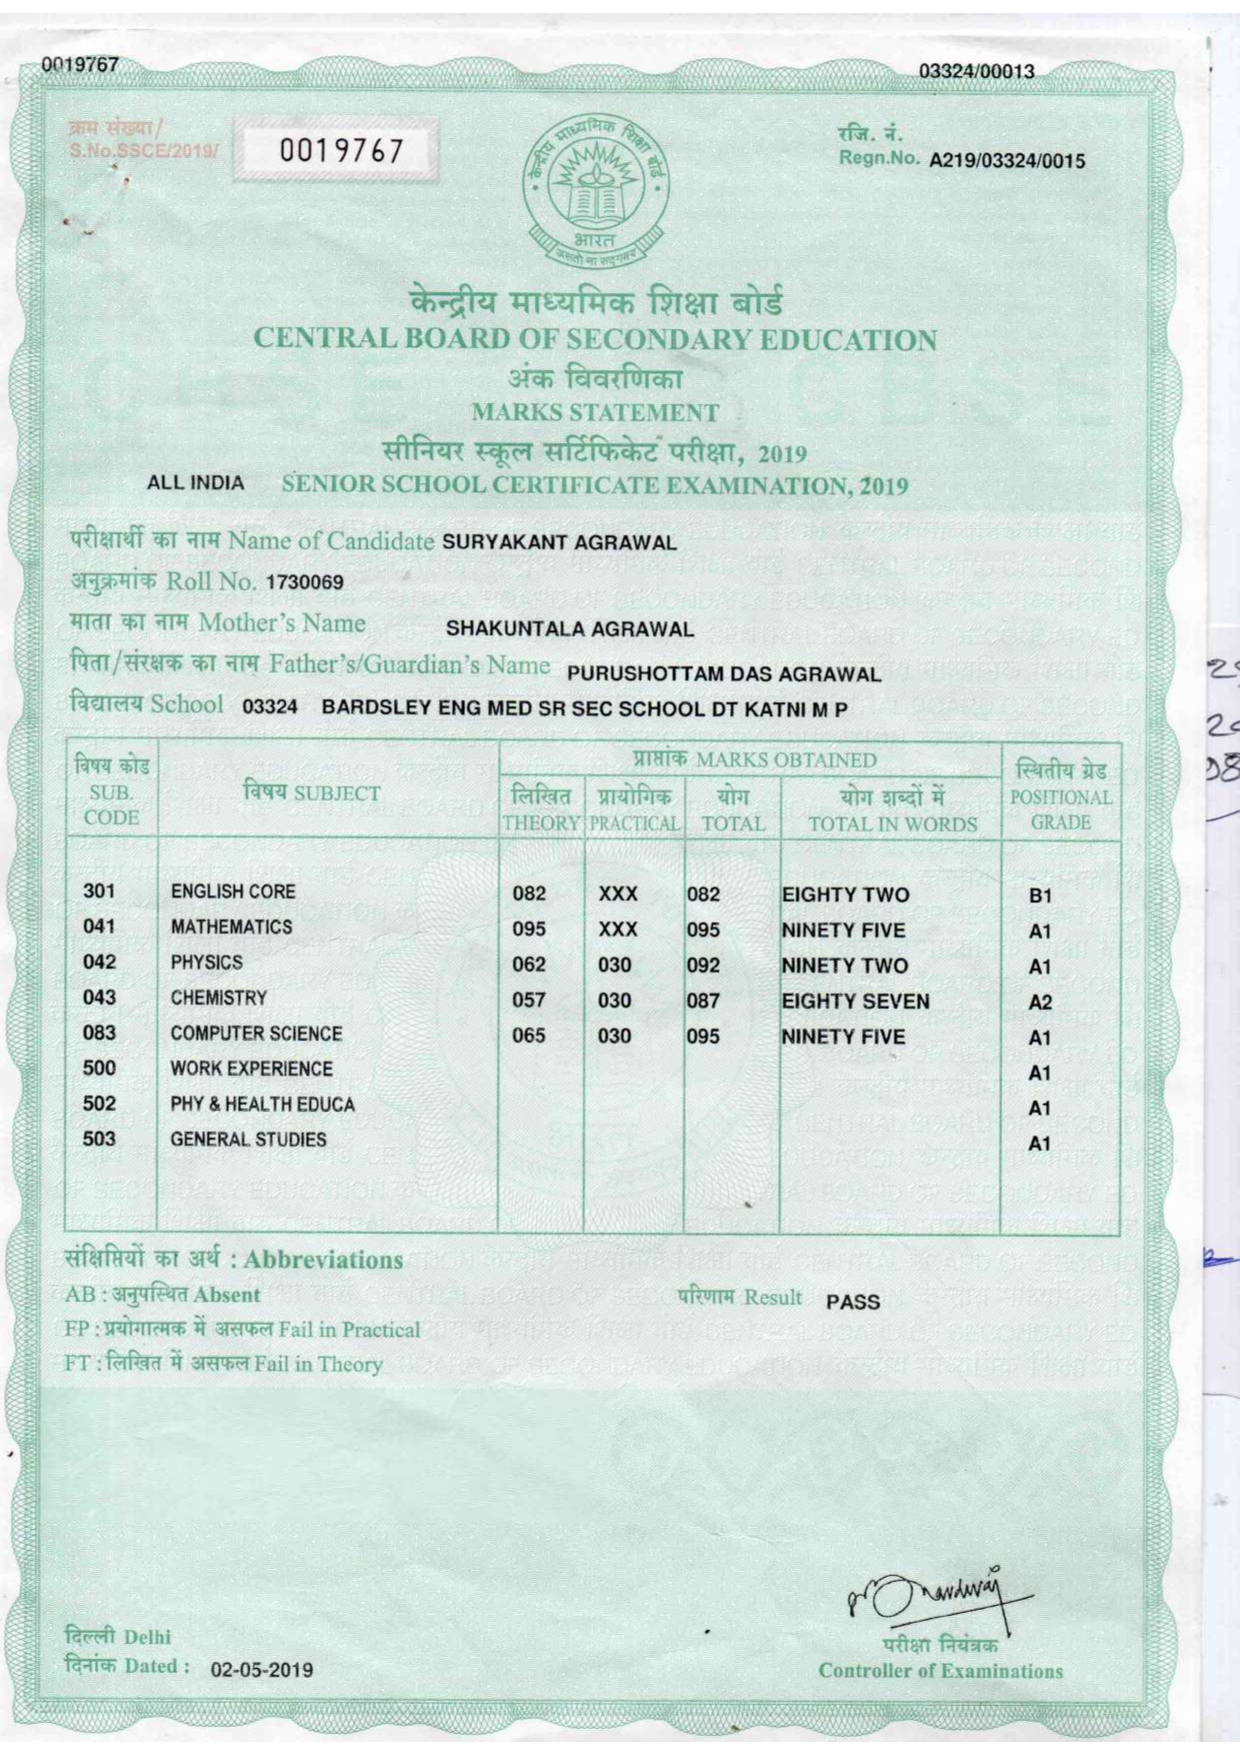 0019767 03324/00013
क्रम संख्या/
S.No.SSCE/2019/ 0019767
रजि. नं.
Regn.No. A219/03324/0015
केन्द्रीय माध्यमिक शिक्षा बोर्ड
भारत
असतो मा सद्गमय
केन्द्रीय माध्यमिक शिक्षा बोर्ड
CENTRAL BOARD OF SECONDARY EDUCATION
अंक विवरणिका
MARKS STATEMENT
सीनियर स्कूल सर्टिफिकेट परीक्षा, 2019
ALL INDIA SENIOR SCHOOL CERTIFICATE EXAMINATION, 2019
परीक्षार्थी का नाम Name of Candidate SURYAKANT AGRAWAL
अनुक्रमांक Roll No. 1730069
माता का नाम Mother's Name SHAKUNTALA AGRAWAL
पिता/संरक्षक का नाम Father's/Guardian's Name PURUSHOTTAM DAS AGRAWAL
विद्यालय School 03324 BARDSLEY ENG MED SR SEC SCHOOL DT KATNI M P
विषय कोड SUB. CODE
विषय SUBJECT
प्राप्तांक MARKS OBTAINED
लिखित THEORY
प्रायोगिक PRACTICAL
योग TOTAL
योग शब्दों में TOTAL IN WORDS
स्थितीय ग्रेड POSITIONAL GRADE
301 ENGLISH CORE 082 XXX 082 EIGHTY TWO B1
041 MATHEMATICS 095 XXX 095 NINETY FIVE A1
042 PHYSICS 062 030 092 NINETY TWO A1
043 CHEMISTRY 057 030 087 EIGHTY SEVEN A2
083 COMPUTER SCIENCE 065 030 095 NINETY FIVE A1
500 WORK EXPERIENCE A1
502 PHY & HEALTH EDUCA A1
503 GENERAL STUDIES A1
संक्षिप्तियों का अर्थ : Abbreviations
AB : अनुपस्थित Absent
परिणाम Result PASS
FP : प्रयोगात्मक में असफल Fail in Practical
FT : लिखित में असफल Fail in Theory
दिल्ली Delhi
दिनांक Dated : 02-05-2019
परीक्षा नियंत्रक
Controller of Examinations